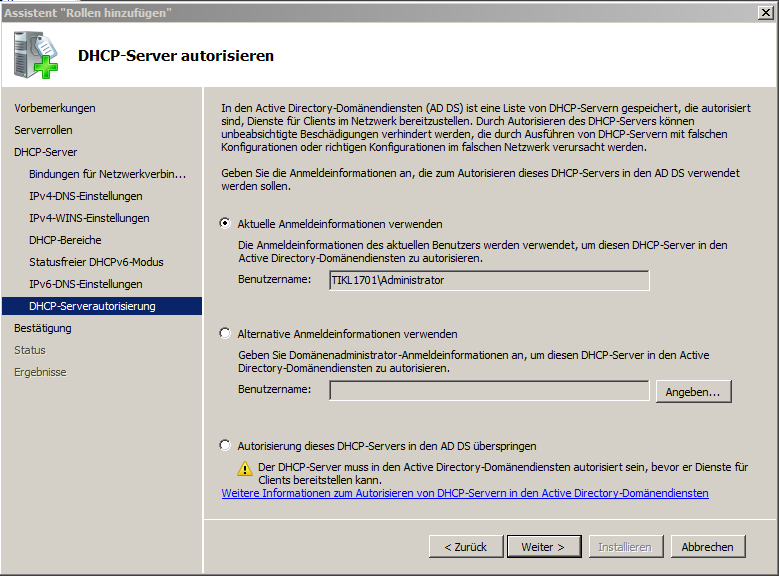 Assistent "Rollen hinzufügen"
DHCP-Server autorisieren
Vorbemerkungen
Serverrollen
DHCP-Server
Bindungen für Netzwerkverbin...
IPv4-DNS-Einstellungen
IPv4-WINS-Einstellungen
DHCP-Bereiche
Statusfreier DHCPv6-Modus
IPv6-DNS-Einstellungen
DHCP-Serverautorisierung
Bestätigung
Status
Ergebnisse
In den Active Directory-Domänendiensten (AD DS) ist eine Liste von DHCP-Servern gespeichert, die autorisiert
sind, Dienste für Clients im Netzwerk bereitzustellen. Durch Autorisieren des DHCP-Servers können
unbeabsichtigte Beschädigungen verhindert werden, die durch Ausführen von DHCP-Servern mit falschen
Konfigurationen oder richtigen Konfigurationen im falschen Netzwerk verursacht werden.
Geben Sie die Anmeldeinformationen an, die zum Autorisieren dieses DHCP-Servers in den AD DS verwendet
werden sollen.
Aktuelle Anmeldeinformationen verwenden
Die Anmeldeinformationen des aktuellen Benutzers werden verwendet, um diesen DHCP-Server in den
Active Directory-Domänendiensten zu autorisieren.
Benutzername: TIKL1701\Administrator
Alternative Anmeldeinformationen verwenden
Geben Sie Domänenadministrator-Anmeldeinformationen an, um diesen DHCP-Server in den Active
Directory-Domänendiensten zu autorisieren.
Benutzername: Angeben...
Autorisierung dieses DHCP-Servers in den AD DS überspringen
Der DHCP-Server muss in den Active Directory-Domänendiensten autorisiert sein, bevor er Dienste für
Clients bereitstellen kann.
Weitere Informationen zum Autorisieren von DHCP-Servern in den Active Directory-Domänendiensten
< Zurück Weiter > Installieren Abbrechen